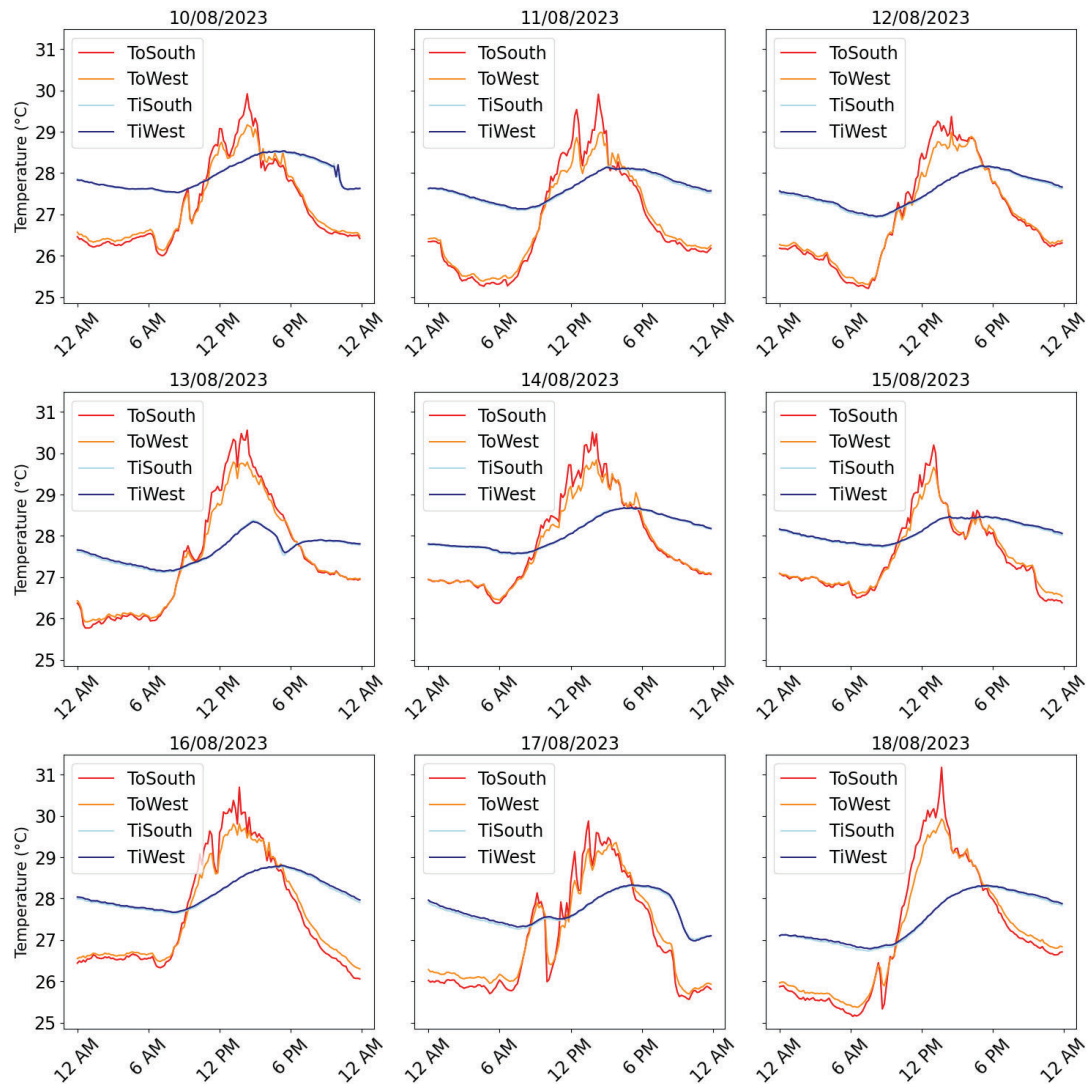 10/08/2023
11/08/2023
12/08/2023
31
30
29
28
27
26
25
Temperature (°C)
ToSouth
ToWest
TiSouth
TiWest
ToSouth
ToWest
TiSouth
TiWest
ToSouth
ToWest
TiSouth
TiWest
12 AM
6 AM
12 PM
6 PM
12 AM
12 AM
6 AM
12 PM
6 PM
12 AM
12 AM
6 AM
12 PM
6 PM
12 AM
13/08/2023
14/08/2023
15/08/2023
31
30
29
28
27
26
25
Temperature (°C)
ToSouth
ToWest
TiSouth
TiWest
ToSouth
ToWest
TiSouth
TiWest
ToSouth
ToWest
TiSouth
TiWest
12 AM
6 AM
12 PM
6 PM
12 AM
12 AM
6 AM
12 PM
6 PM
12 AM
12 AM
6 AM
12 PM
6 PM
12 AM
16/08/2023
17/08/2023
18/08/2023
31
30
29
28
27
26
25
Temperature (°C)
ToSouth
ToWest
TiSouth
TiWest
ToSouth
ToWest
TiSouth
TiWest
ToSouth
ToWest
TiSouth
TiWest
12 AM
6 AM
12 PM
6 PM
12 AM
12 AM
6 AM
12 PM
6 PM
12 AM
12 AM
6 AM
12 PM
6 PM
12 AM